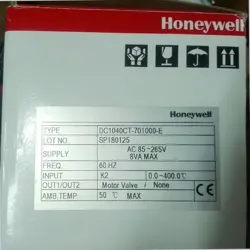 Honeywell
Honeywell
TYPE DC1040CT-701000-E
LOT NO SP180125
SUPPLY AC 85~265V
8VA MAX
FREQ. 60 HZ
INPUT K2 0.0~400.0℃
OUT1/OUT2 Motor Valve / None
AMB.TEMP 50 ℃ MAX
CE